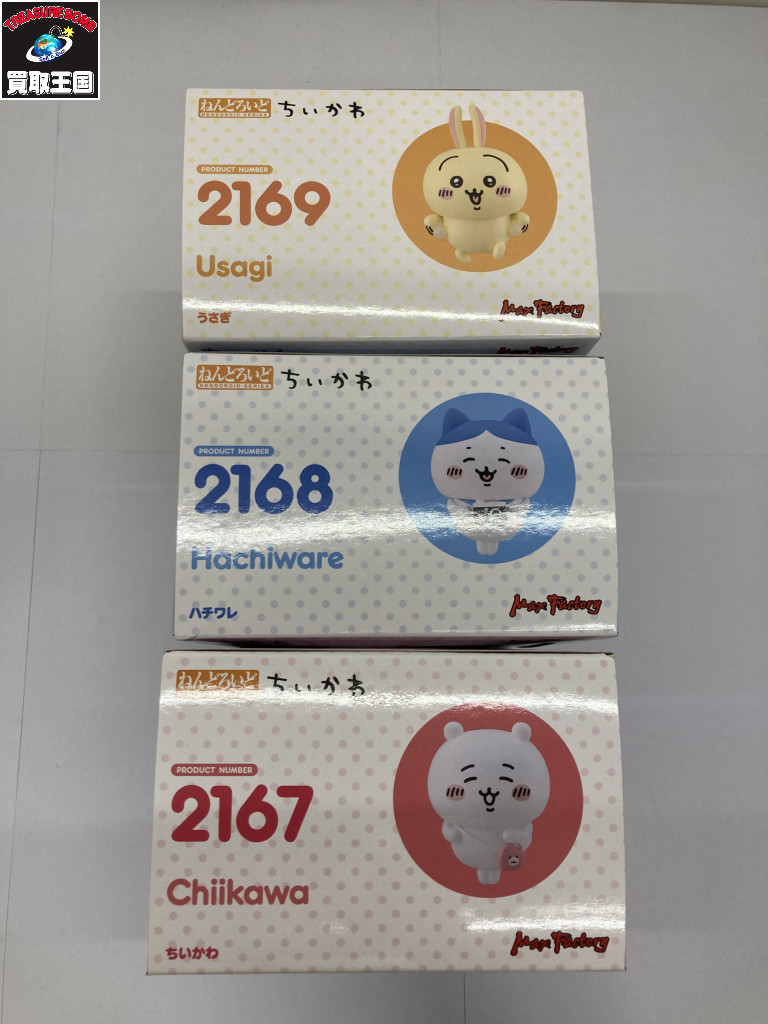 TREASURE BOMB
買取王国
ねんどろいど
NENDOROID SERIES
ちいかわ
PRODUCT NUMBER
2169
Usagi
うさぎ
Max Factory
Max Factory
ねんどろいど
NENDOROID SERIES
ちいかわ
PRODUCT NUMBER
2168
Hachiware
ハチワレ
Max Factory
ねんどろいど
ちいかわ
PRODUCT NUMBER
2167
Chiikawa
ちいかわ
Max Factory